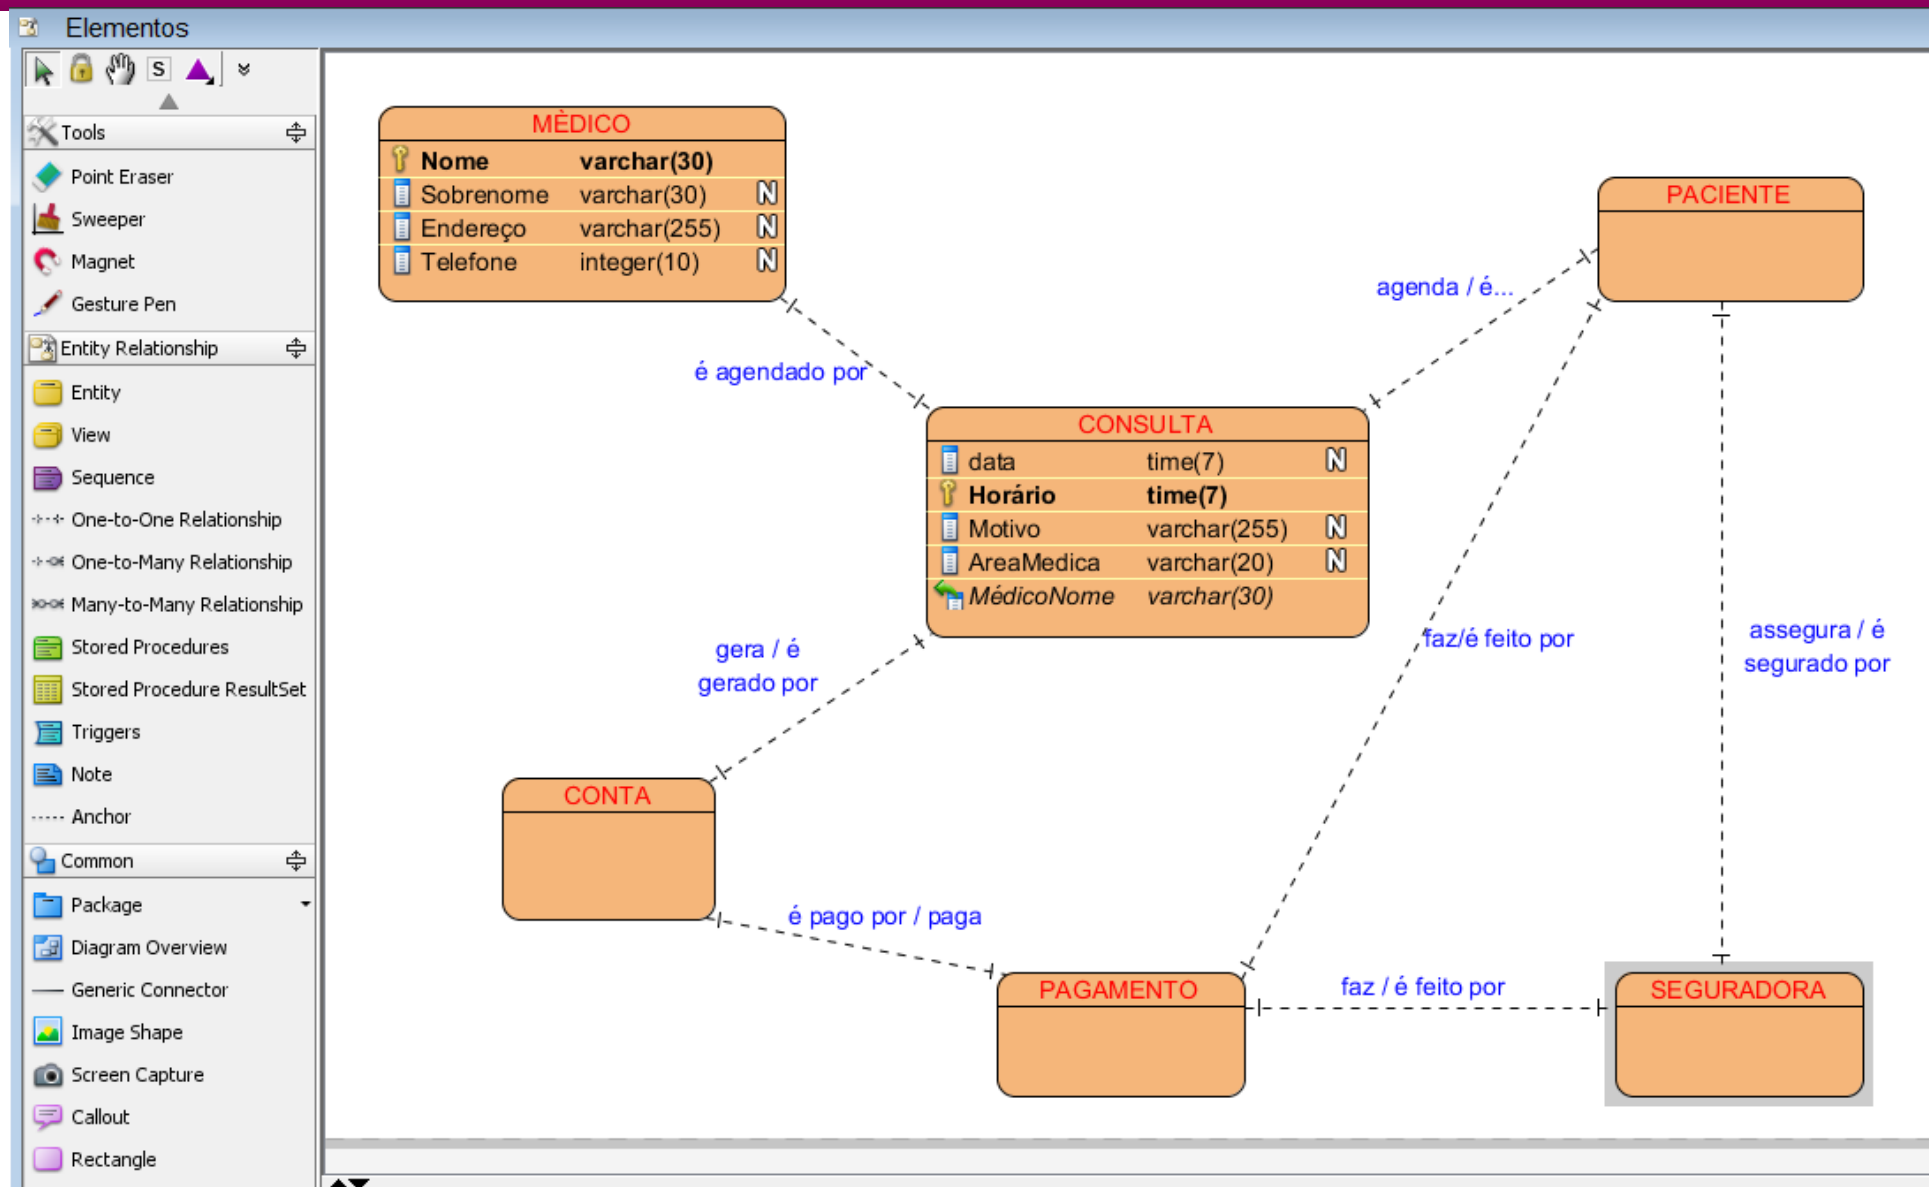 Elementos
S
Tools
Point Eraser
Sweeper
Magnet
Gesture Pen
Entity Relationship
Entity
View
Sequence
One-to-One Relationship
One-to-Many Relationship
Many-to-Many Relationship
Stored Procedures
Stored Procedure ResultSet
Triggers
Note
Anchor
Common
Package
Diagram Overview
Generic Connector
Image Shape
Screen Capture
Callout
Rectangle
MÈDICO
Nome varchar(30)
Sobrenome varchar(30) N
Endereço varchar(255) N
Telefone integer(10) N
PACIENTE
agenda / é...
é agendado por
CONSULTA
data time(7) N
Horário time(7)
Motivo varchar(255) N
AreaMedica varchar(20) N
MédicoNome varchar(30)
gera / é
gerado por
faz/é feito por
assegura / é
segurado por
CONTA
é pago por / paga
PAGAMENTO
faz / é feito por
SEGURADORA